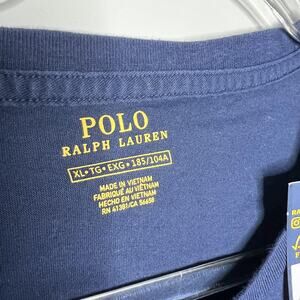 POLO
RALPH LAUREN
XL • TG • EXG • 185/104A
MADE IN VIETNAM
FABRIQUÉ AU VIÊTNAM
HECHO EN VIETNAM
RN 41381/CA 56658